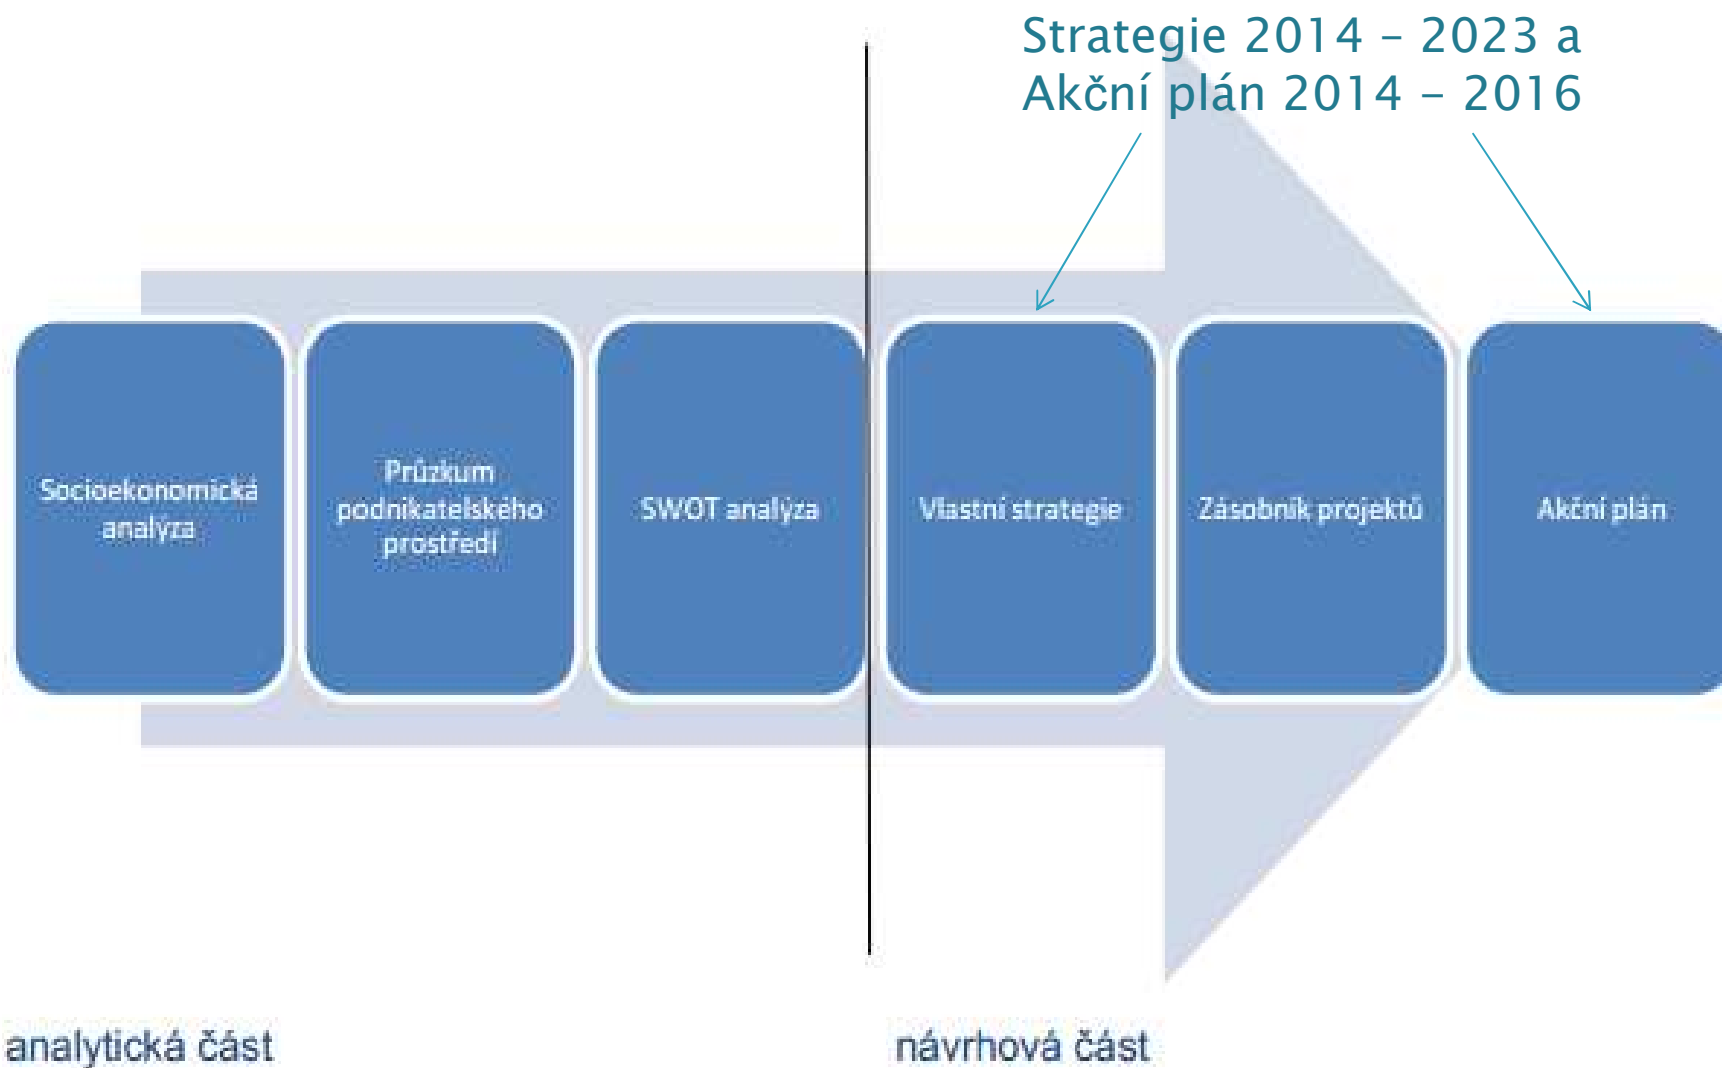 Strategie 2014 – 2023 a
Akční plán 2014 – 2016
Socioekonomická
analýza
Průzkum
podnikatelského
prostředí
SWOT analýza
Vlastní strategie
Zásobník projektů
Akční plán
analytická část
návrhová část